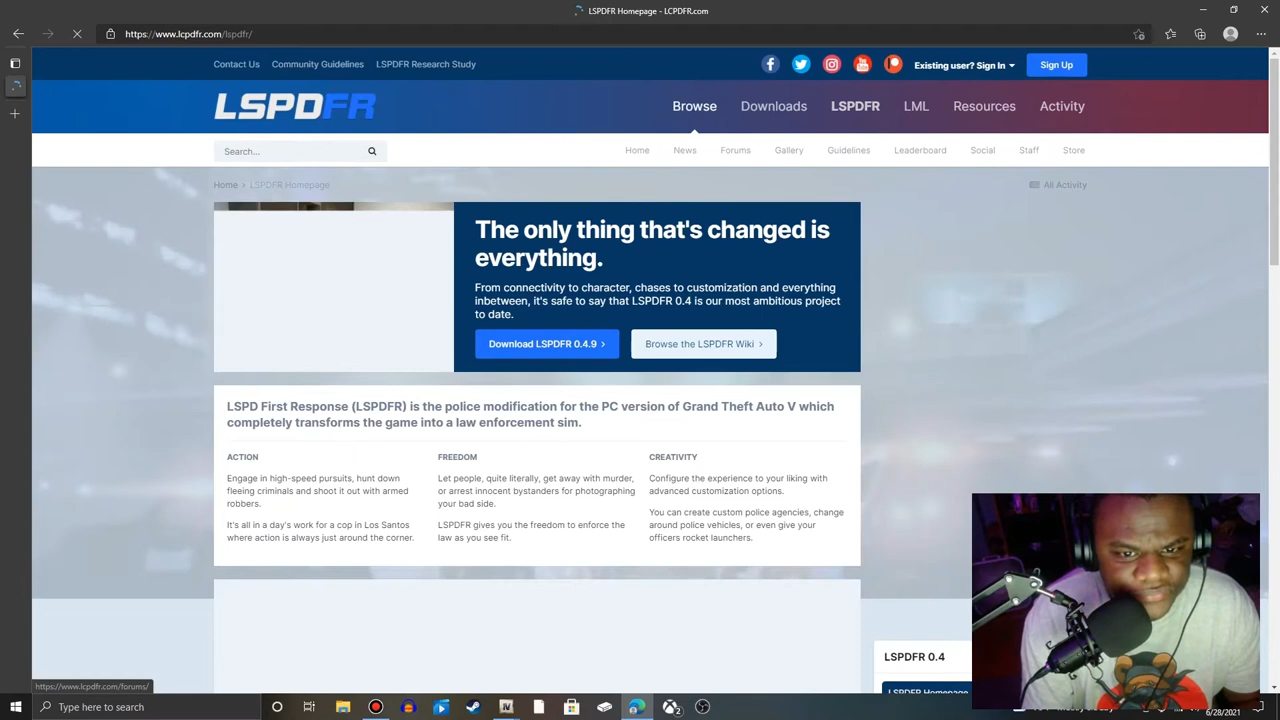 LSPDFR Homepage - LCPDFR.com
https://www.lcpdfr.com/lspdfr/
Contact Us Community Guidelines LSPDFR Research Study
Existing user? Sign In
Sign Up
LSPDFR
Browse Downloads LSPDFR LML Resources Activity
Search...
Home News Forums Gallery Guidelines Leaderboard Social Staff Store
Home > LSPDFR Homepage
All Activity
The only thing that's changed is
everything.
From connectivity to character, chases to customization and everything
inbetween, it's safe to say that LSPDFR 0.4 is our most ambitious project
to date.
Download LSPDFR 0.4.9 >
Browse the LSPDFR Wiki >
LSPD First Response (LSPDFR) is the police modification for the PC version of Grand Theft Auto V which
completely transforms the game into a law enforcement sim.
ACTION
Engage in high-speed pursuits, hunt down
fleeing criminals and shoot it out with armed
robbers.
It's all in a day's work for a cop in Los Santos
where action is always just around the corner.
FREEDOM
Let people, quite literally, get away with murder,
or arrest innocent bystanders for photographing
your bad side.
LSPDFR gives you the freedom to enforce the
law as you see fit.
CREATIVITY
Configure the experience to your liking with
advanced customization options.
You can create custom police agencies, change
around police vehicles, or even give your
officers rocket launchers.
LSPDFR 0.4
LSPDFR Homepage
https://www.lcpdfr.com/forums/
Type here to search
6/28/2021